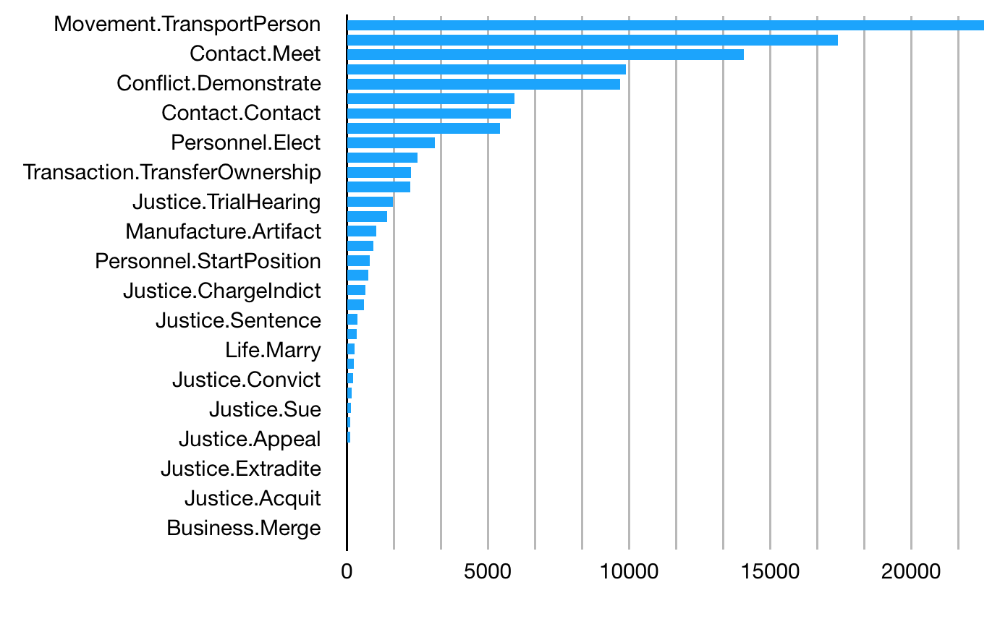 Movement.TransportPerson
Contact.Meet
Conflict.Demonstrate
Contact.Contact
Personnel.Elect
Transaction.TransferOwnership
Justice.TrialHearing
Manufacture.Artifact
Personnel.StartPosition
Justice.ChargeIndict
Justice.Sentence
Life.Marry
Justice.Convict
Justice.Sue
Justice.Appeal
Justice.Extradite
Justice.Acquit
Business.Merge
0 5000 10000 15000 20000